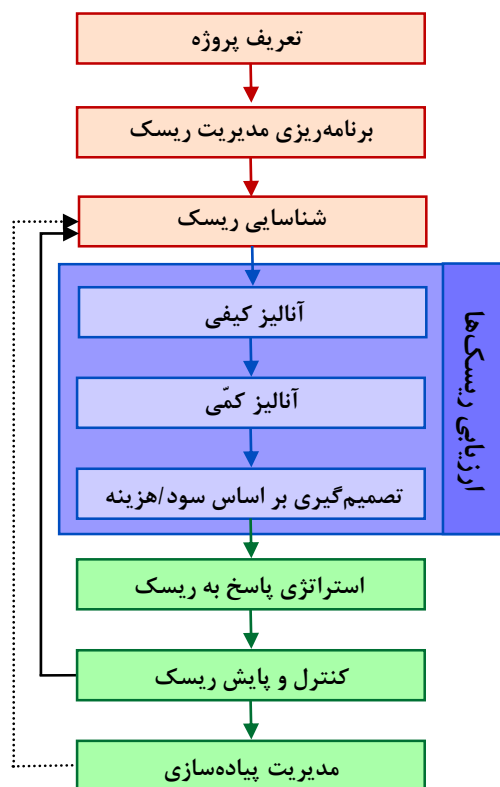 تعریف پروژه
برنامه‌ریزی مدیریت ریسک
شناسایی ریسک
ارزیابی ریسک‌ها
آنالیز کیفی
آنالیز کمّی
تصمیم‌گیری بر اساس سود/هزینه
استراتژی پاسخ به ریسک
کنترل و پایش ریسک
مدیریت پیاده‌سازی